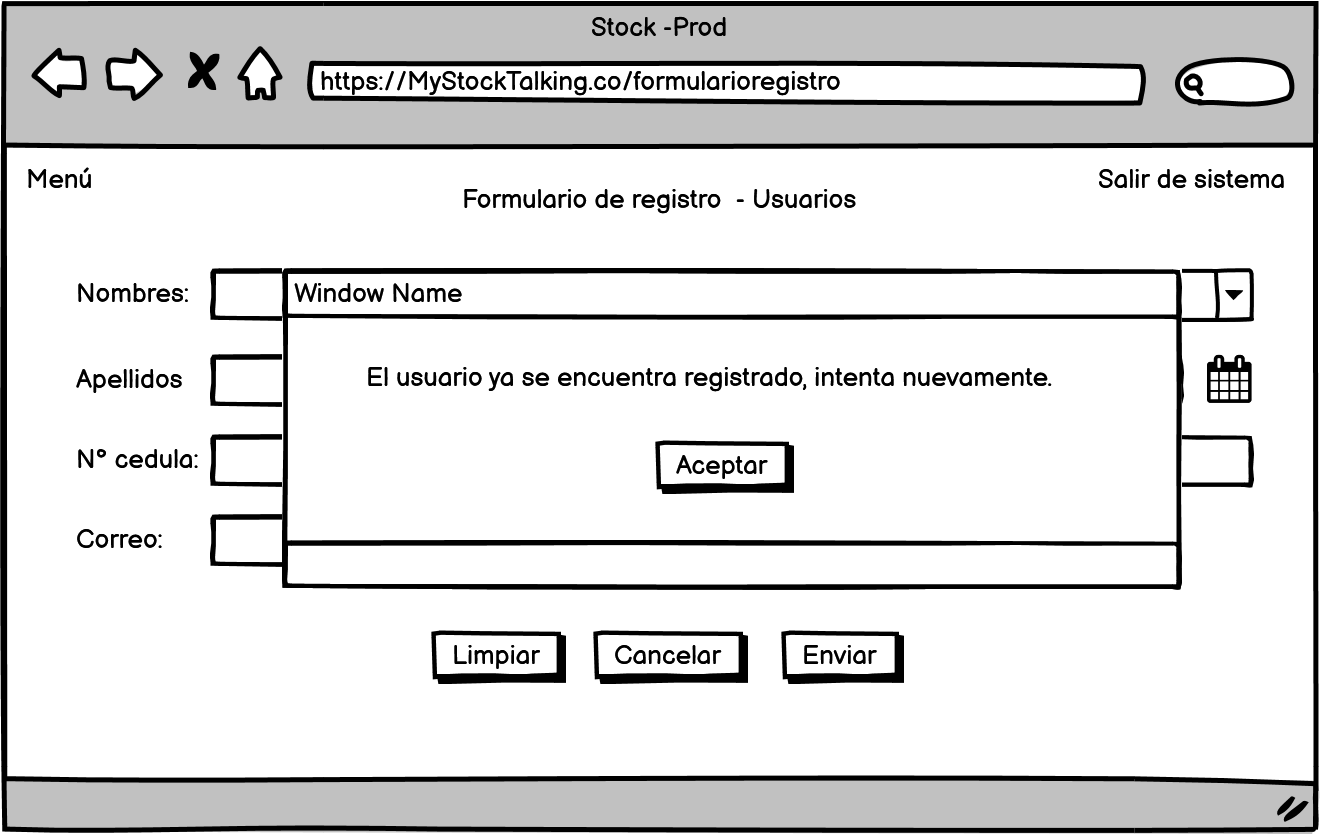 Stock -Prod
https://MyStockTalking.co/formularioregistro
Menú
Salir de sistema
Formulario de registro - Usuarios
Nombres:
Window Name
Apellidos
El usuario ya se encuentra registrado, intenta nuevamente.
N° cedula:
Aceptar
Correo:
Limpiar
Cancelar
Enviar